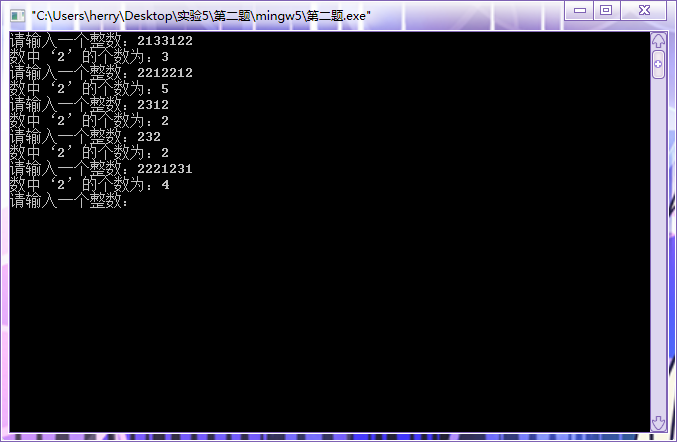 "C:\Users\herry\Desktop\实验5\第二题\mingw5\第二题.exe"
请输入一个整数：2133122
数中‘2’的个数为：3
请输入一个整数：2212212
数中‘2’的个数为：5
请输入一个整数：2312
数中‘2’的个数为：2
请输入一个整数：232
数中‘2’的个数为：2
请输入一个整数：2221231
数中‘2’的个数为：4
请输入一个整数：